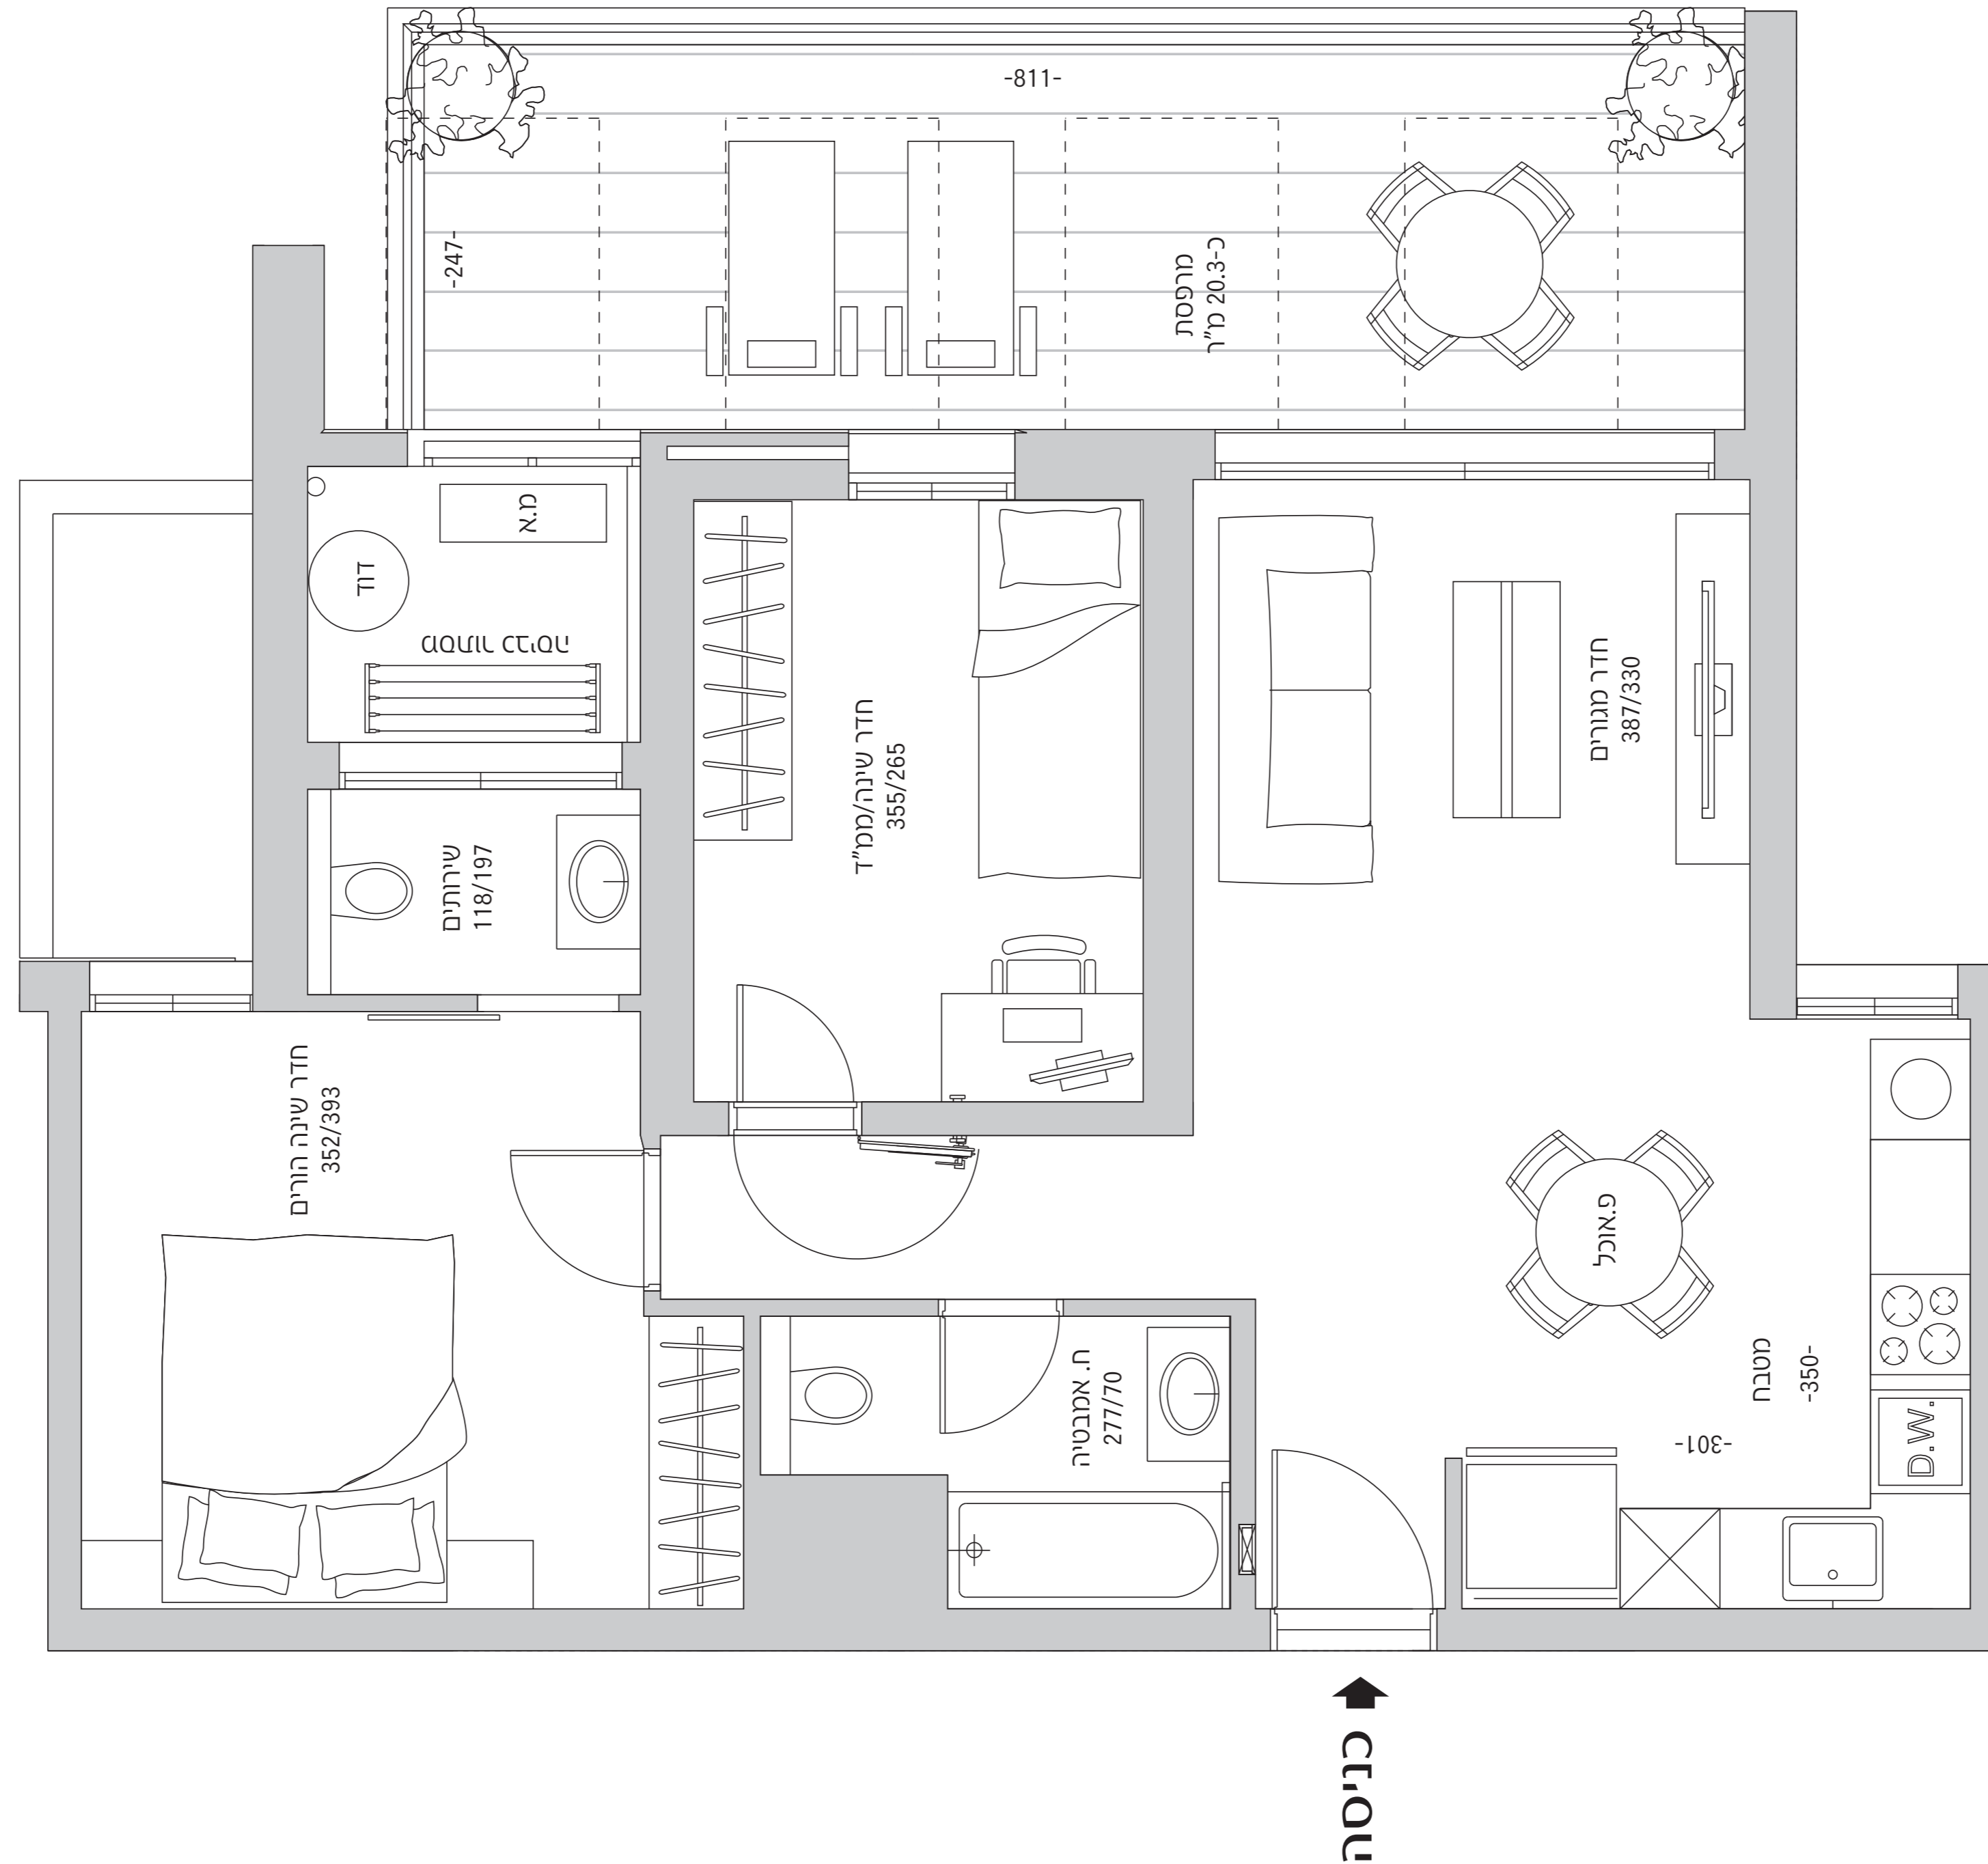 -811-
-247-
מרפסת
כ-20.3 מ"ר
מ.א
דוד
מסתור כביסה
חדר שינה/ממ"ד
355/265
חדר מגורים
387/330
שירותים
118/197
חדר שינה הורים
352/393
פ.אוכל
ח. אמבטיה
277/70
מטבח
-350-
-301-
D.W.
כניסה